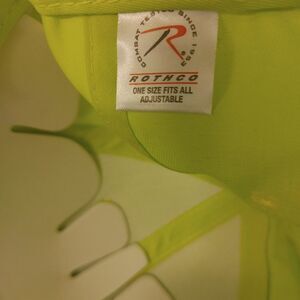 COMBAT TESTED SINCE 1953
R
ROTHCO
ONE SIZE FITS ALL
ADJUSTABLE